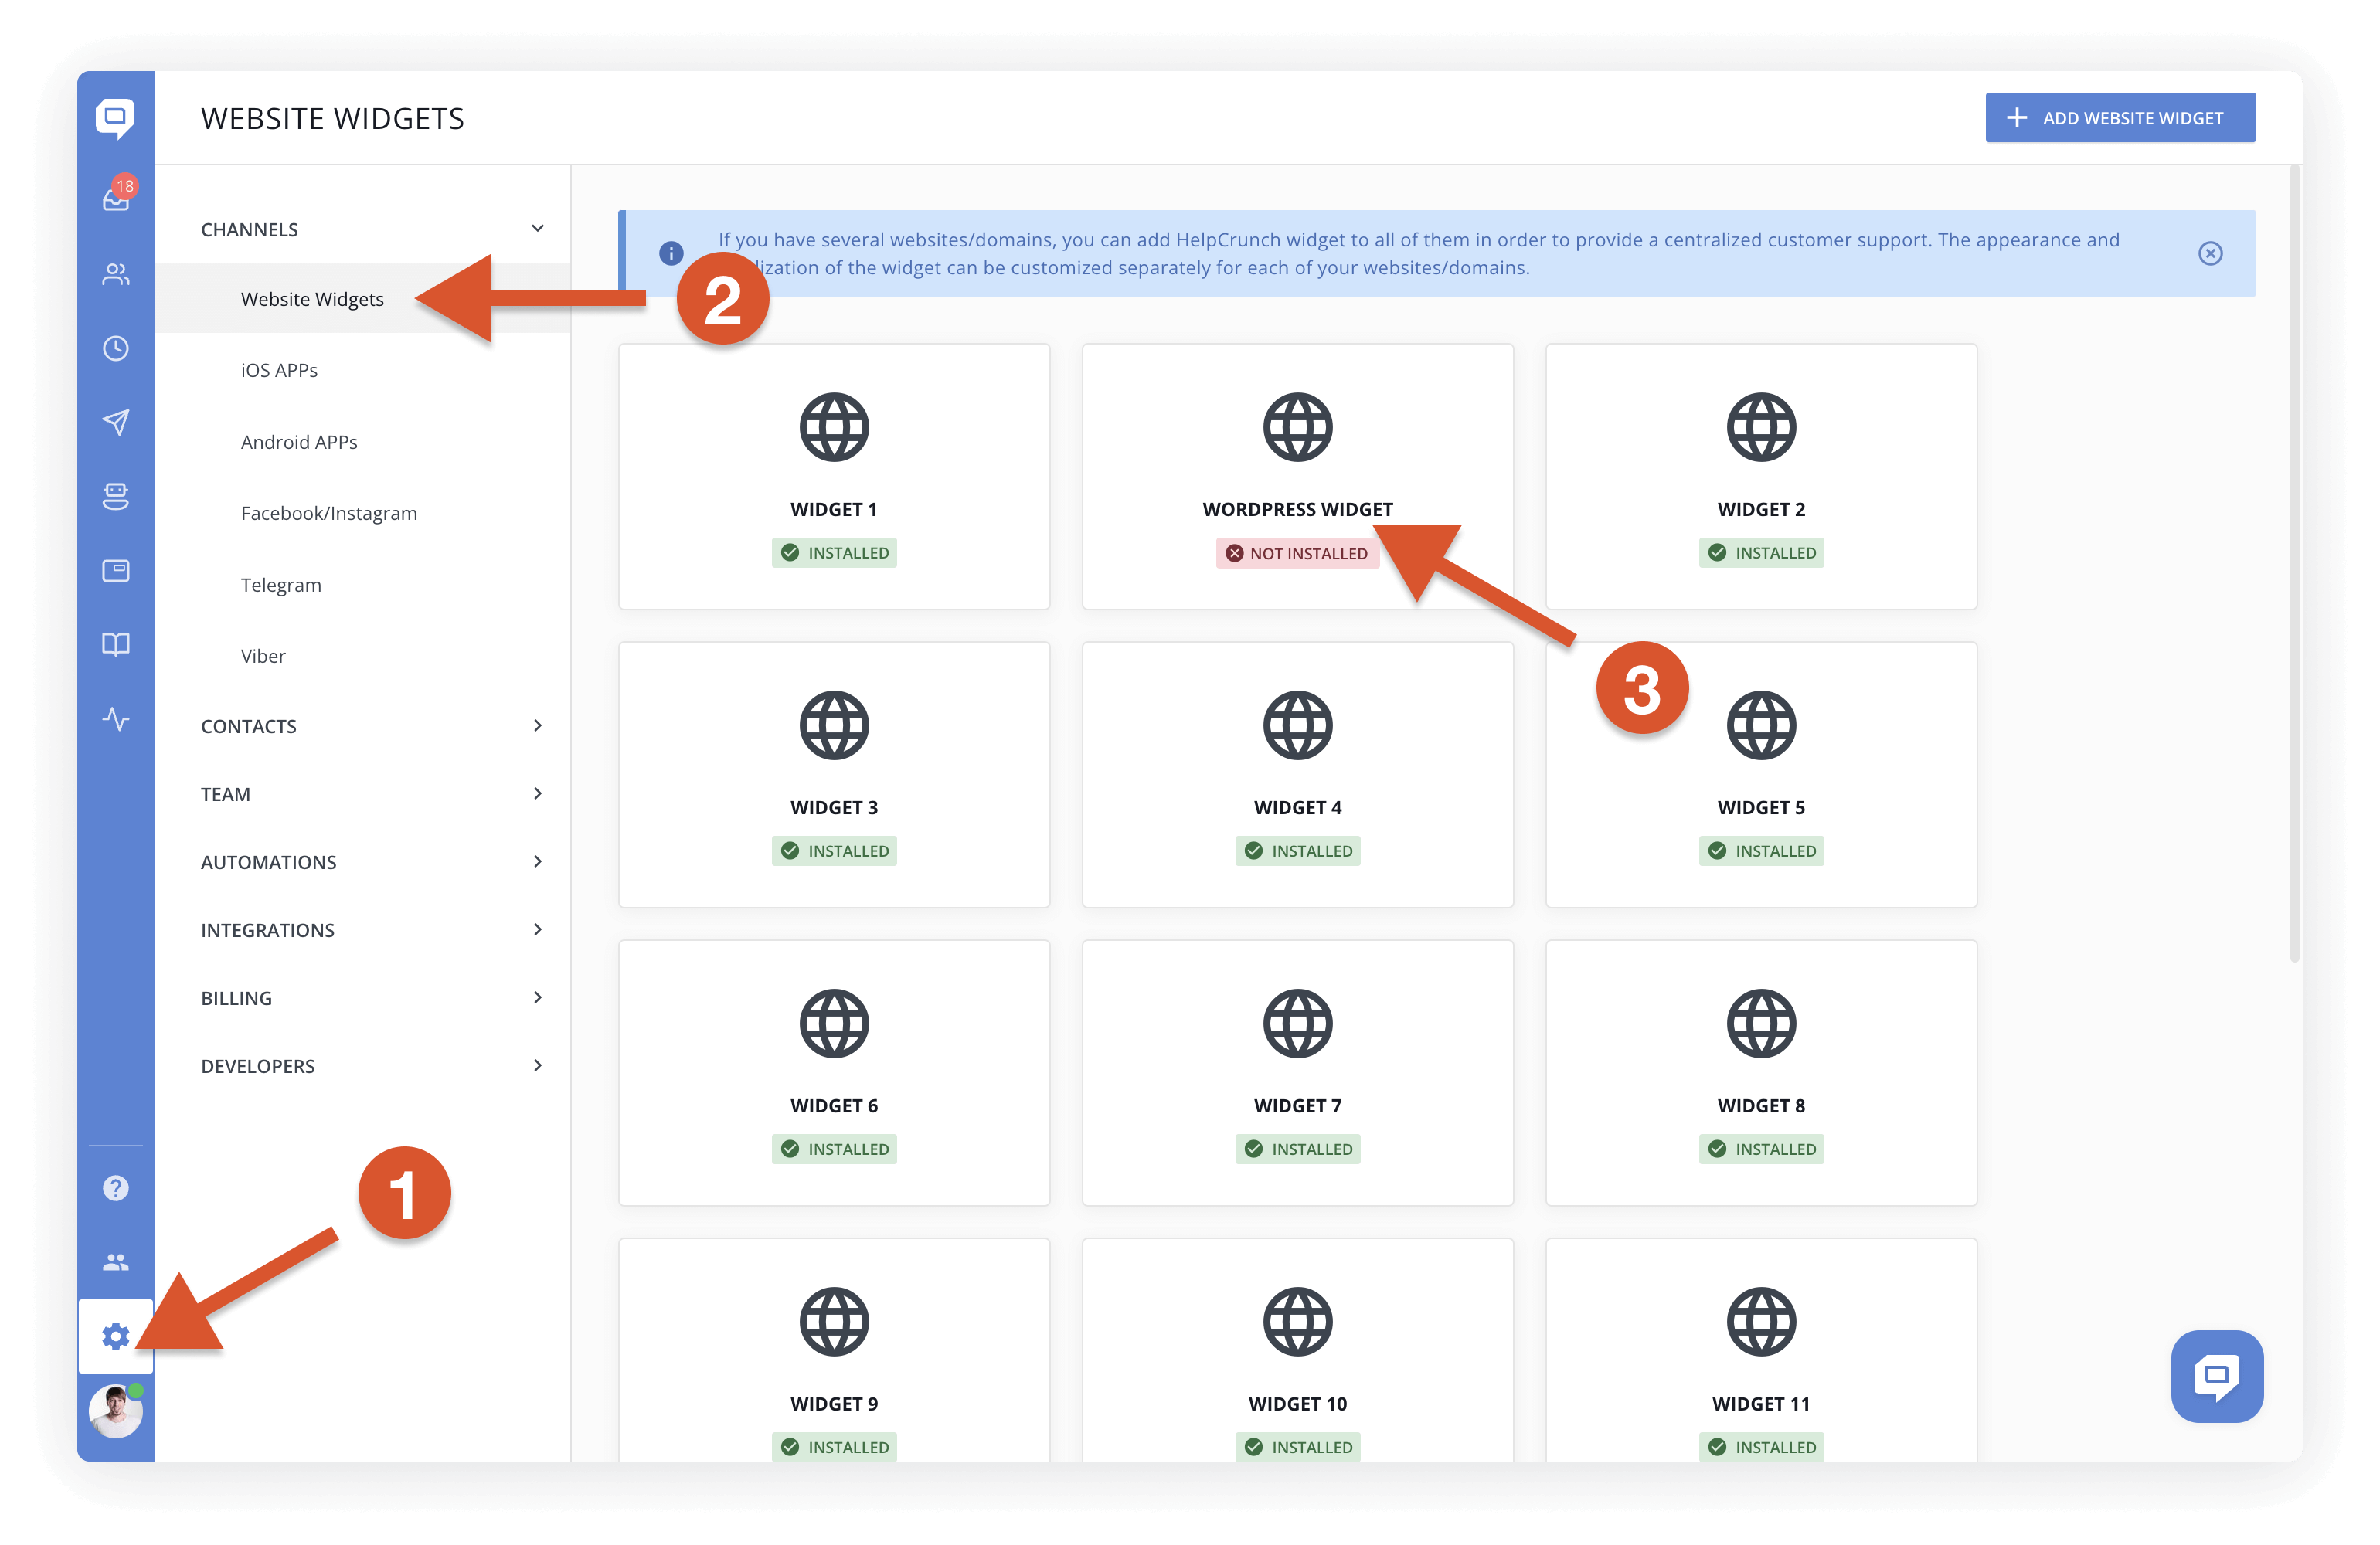 WEBSITE WIDGETS
+ ADD WEBSITE WIDGET
18
CHANNELS
Website Widgets
iOS APPs
Android APPs
Facebook/Instagram
Telegram
Viber
CONTACTS
TEAM
AUTOMATIONS
INTEGRATIONS
BILLING
DEVELOPERS
1
2
3
If you have several websites/domains, you can add HelpCrunch widget to all of them in order to provide a centralized customer support. The appearance and
of the widget can be customized separately for each of your websites/domains.
WIDGET 1
INSTALLED
WORDPRESS WIDGET
NOT INSTALLED
WIDGET 2
INSTALLED
WIDGET 3
INSTALLED
WIDGET 4
INSTALLED
WIDGET 5
INSTALLED
WIDGET 6
INSTALLED
WIDGET 7
INSTALLED
WIDGET 8
INSTALLED
WIDGET 9
INSTALLED
WIDGET 10
INSTALLED
WIDGET 11
INSTALLED